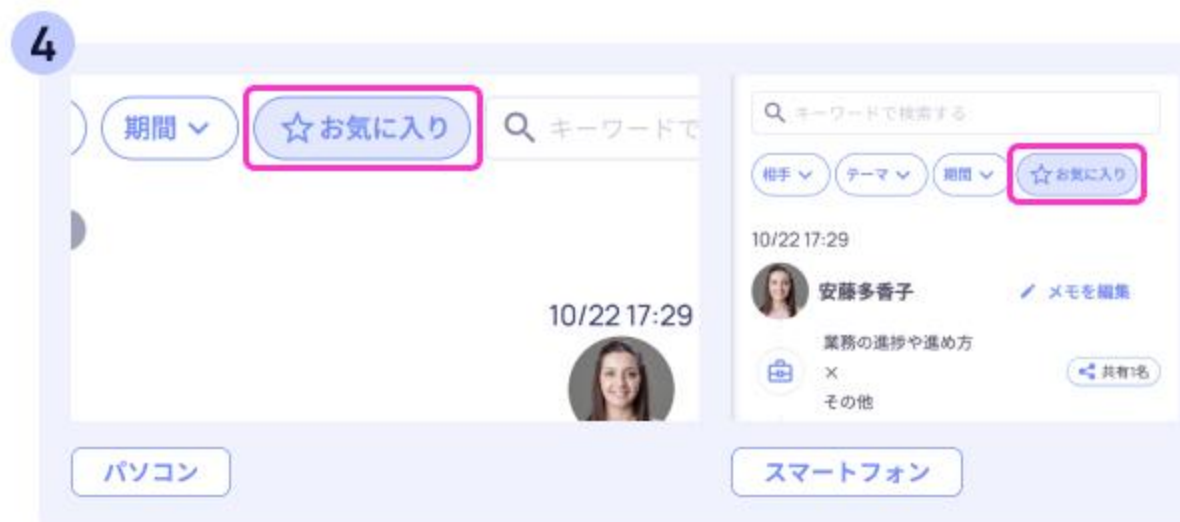 4
期間
お気に入り
キーワードで
10/22 17:29
パソコン
キーワードで検索する
相手
テーマ
期間
お気に入り
10/22 17:29
安藤多香子
メモを編集
業務の進捗や進め方
×
その他
共有1名
スマートフォン